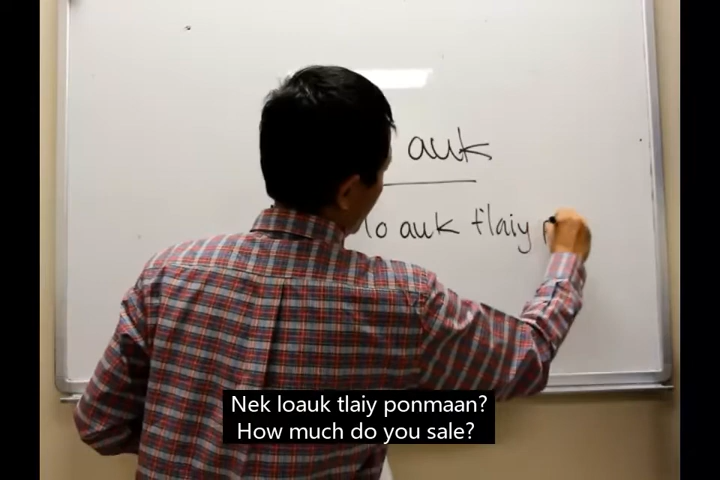 auk
lo auk tlaiy
Nek loauk tlaiy ponmaan?
How much do you sale?